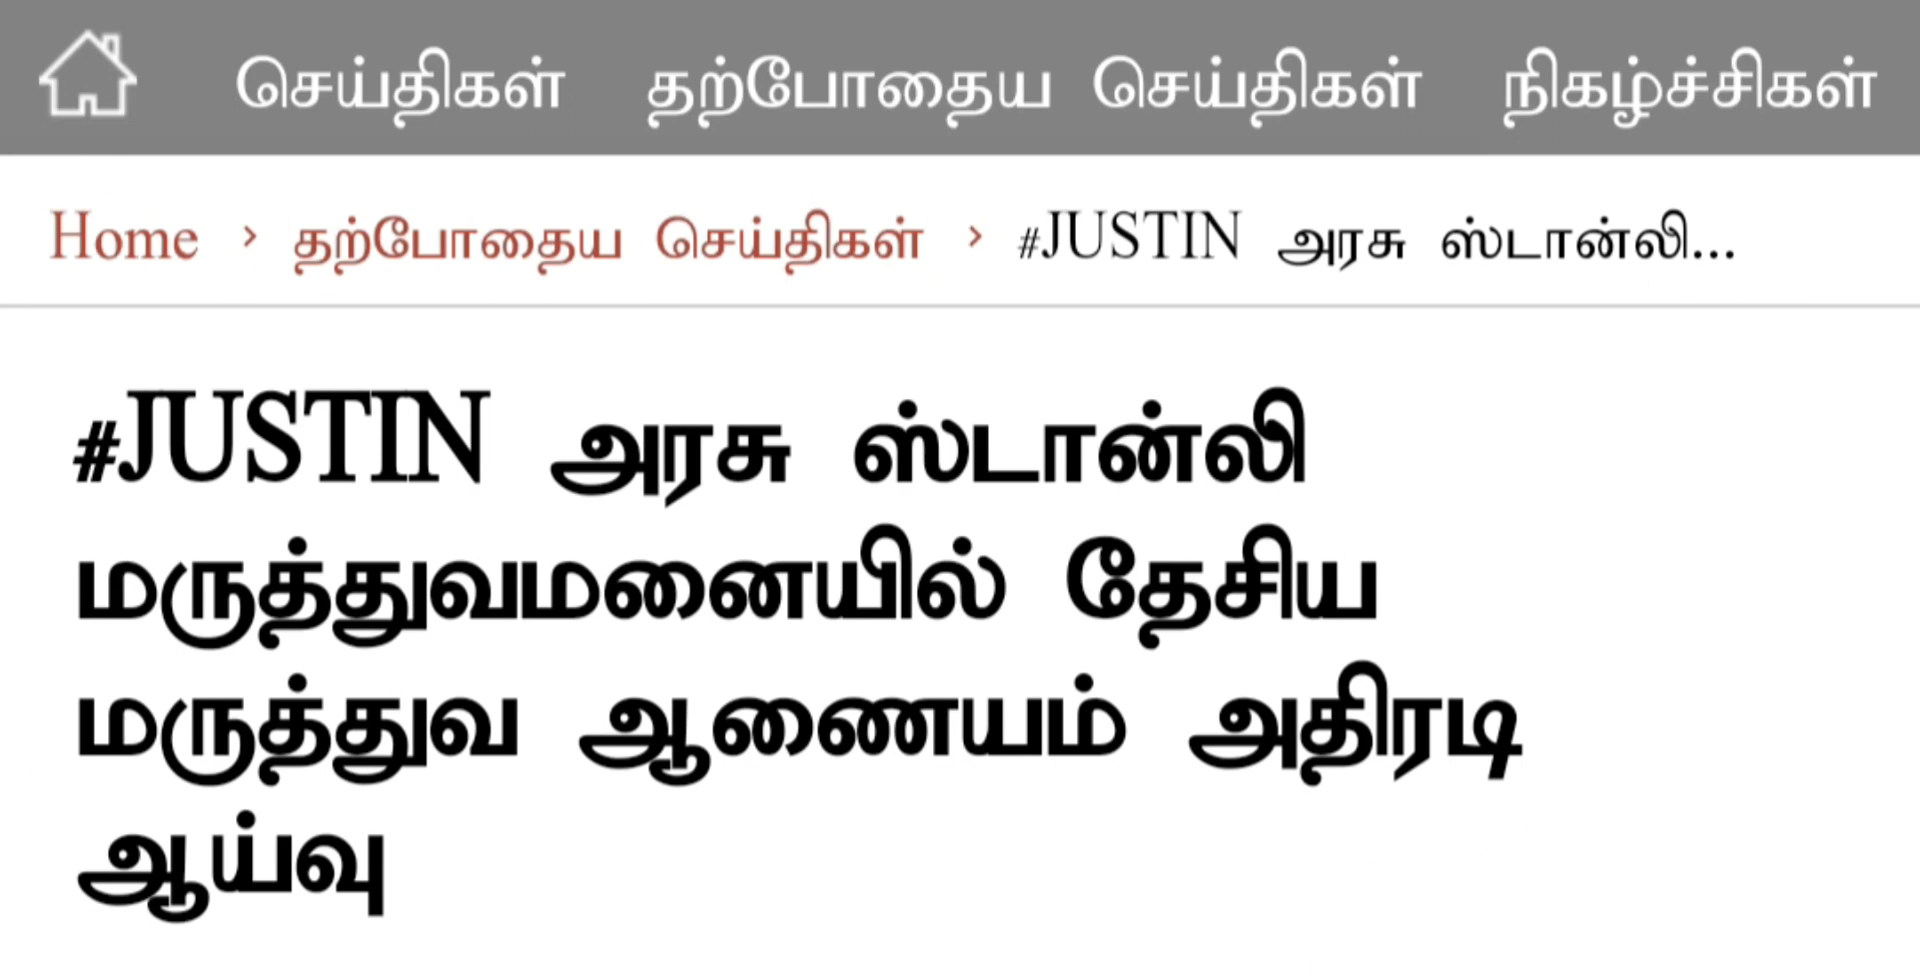 செய்திகள் தற்போதைய செய்திகள் நிகழ்ச்சிகள்
Home > தற்போதைய செய்திகள் > #JUSTIN அரசு ஸ்டான்லி...
#JUSTIN அரசு ஸ்டான்லி
மருத்துவமனையில் தேசிய
மருத்துவ ஆணையம் அதிரடி
ஆய்வு